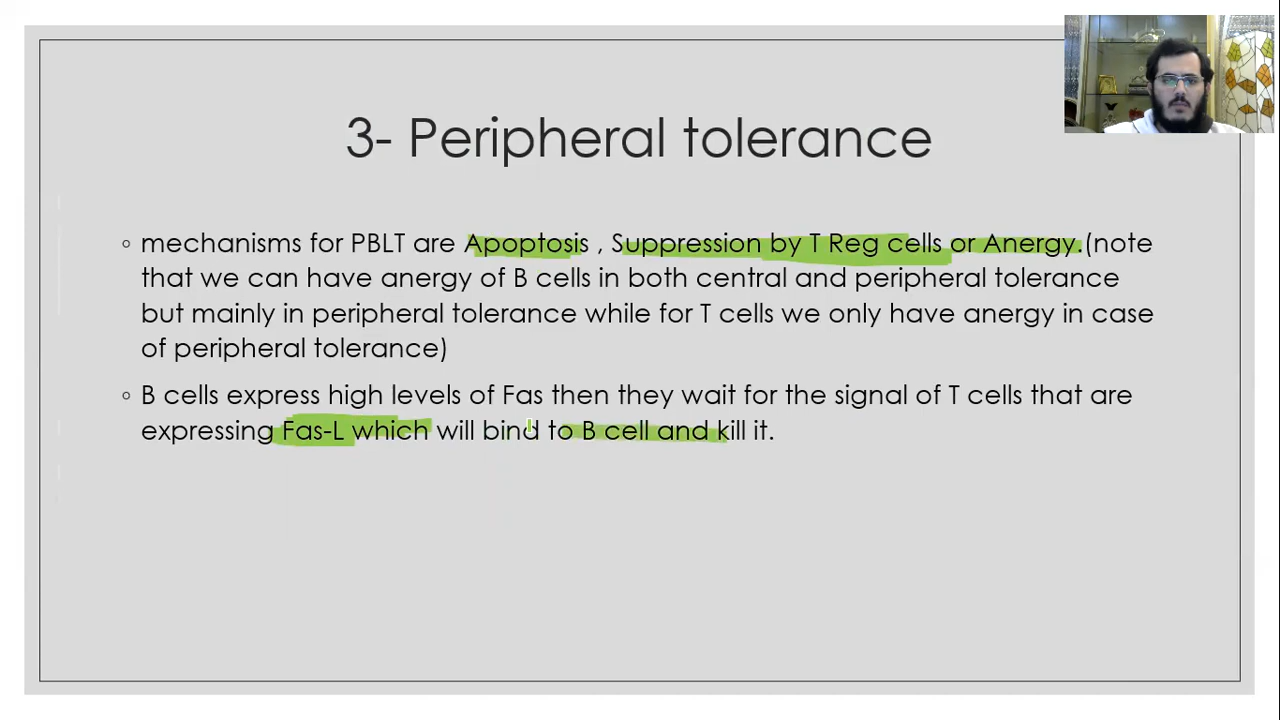 3- Peripheral tolerance
◦ mechanisms for PBLT are Apoptosis , Suppression by T Reg cells or Anergy.(note
that we can have anergy of B cells in both central and peripheral tolerance
but mainly in peripheral tolerance while for T cells we only have anergy in case
of peripheral tolerance)
◦ B cells express high levels of Fas then they wait for the signal of T cells that are
expressing Fas-L which will bind to B cell and kill it.